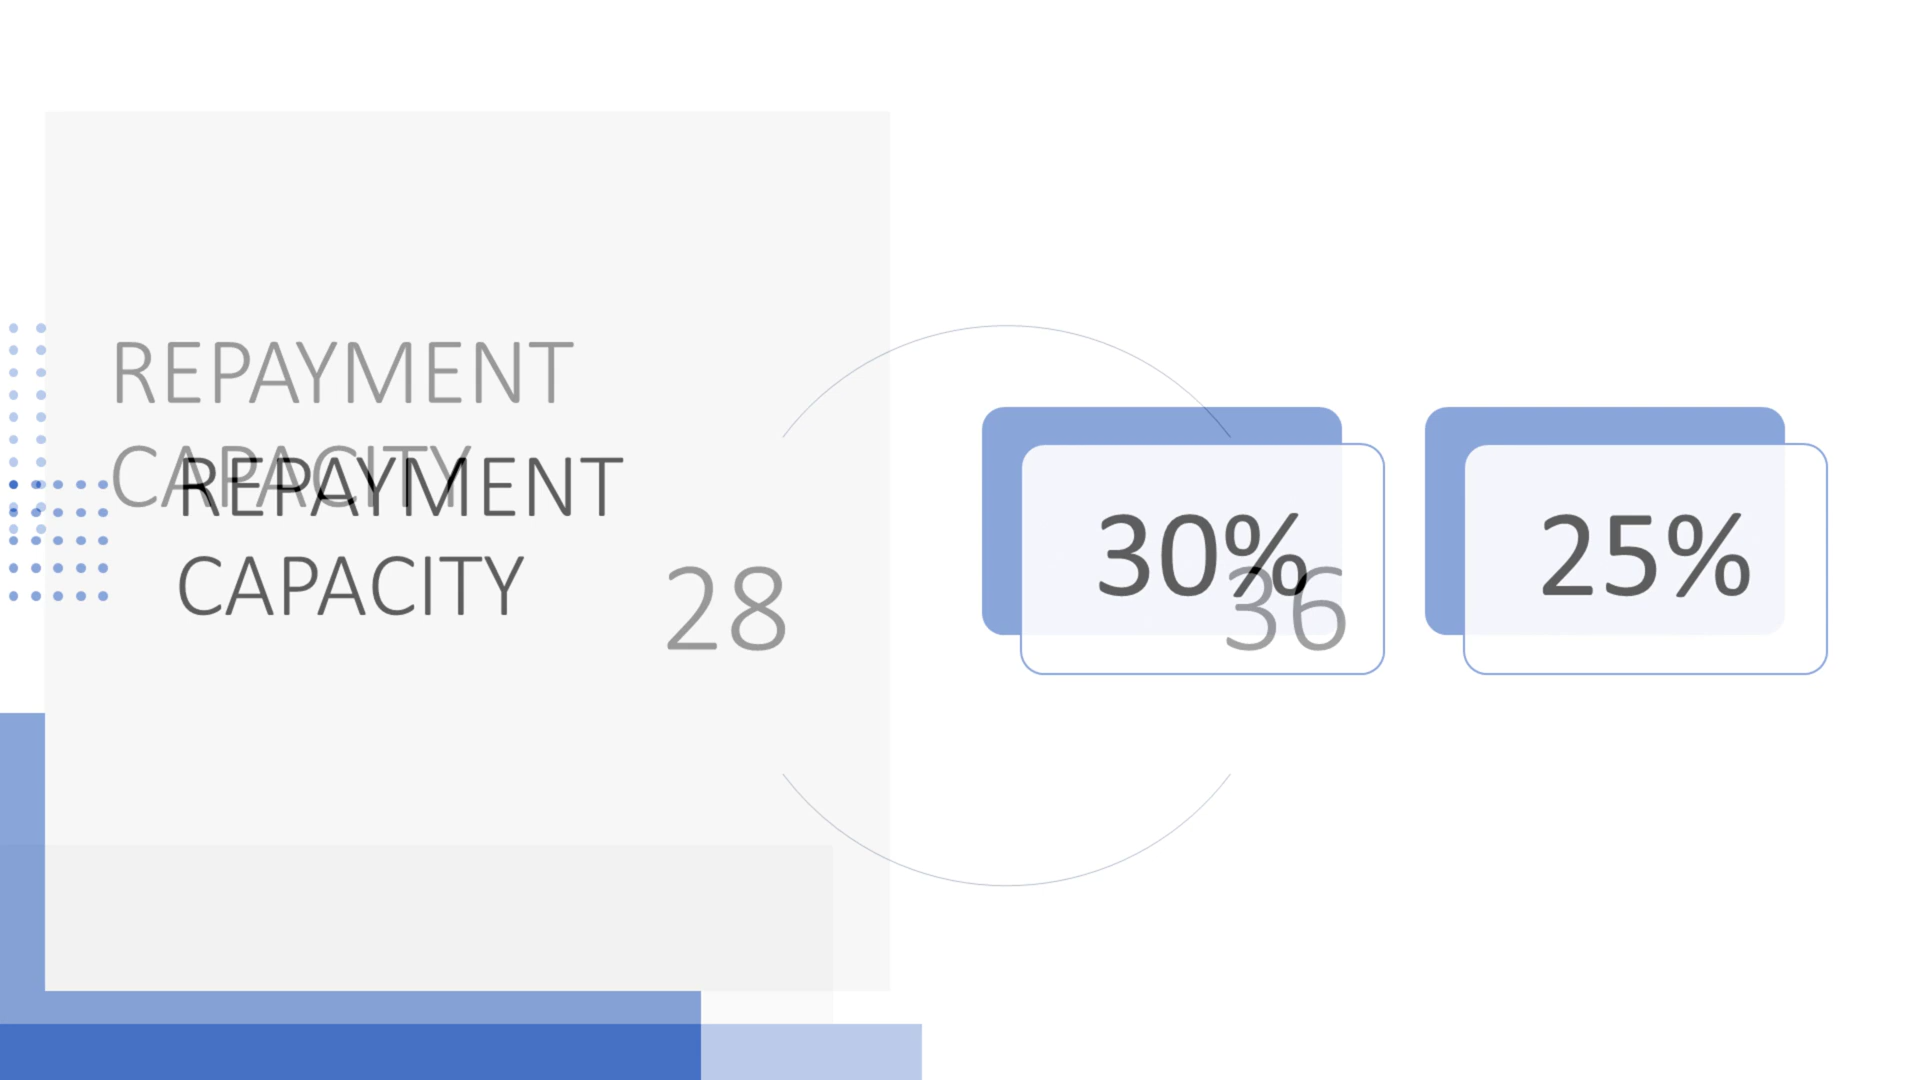 REPAYMENT
CAPACITY
REPAYMENT
CAPACITY
28
36
30%
25%